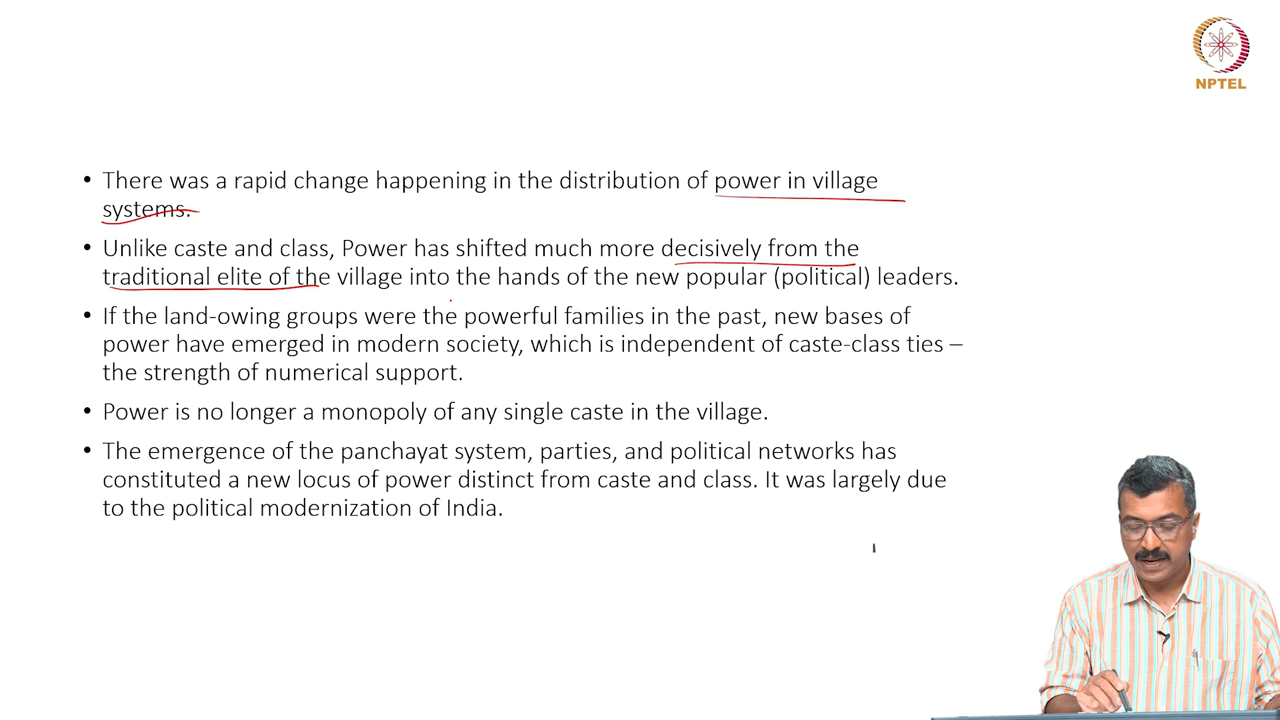 NPTEL
• There was a rapid change happening in the distribution of power in village
systems.
• Unlike caste and class, Power has shifted much more decisively from the
traditional elite of the village into the hands of the new popular (political) leaders.
• If the land-owing groups were the powerful families in the past, new bases of
power have emerged in modern society, which is independent of caste-class ties –
the strength of numerical support.
• Power is no longer a monopoly of any single caste in the village.
• The emergence of the panchayat system, parties, and political networks has
constituted a new locus of power distinct from caste and class. It was largely due
to the political modernization of India.